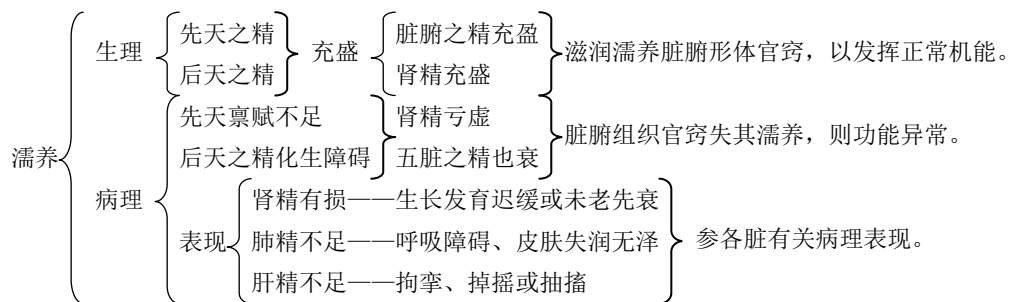 先天之精 脏腑之精充盈
生理 充盛 滋润濡养脏腑形体官窍，以发挥正常机能。
后天之精 肾精充盛
先天禀赋不足 肾精亏虚
脏腑组织官窍失其濡养，则功能异常。
濡养 后天之精化生障碍 五脏之精也衰
病理 肾精有损——生长发育迟缓或未老先衰
表现 肺精不足——呼吸障碍、皮肤失润无泽 参各脏有关病理表现。
肝精不足——拘挛、掉摇或抽搐